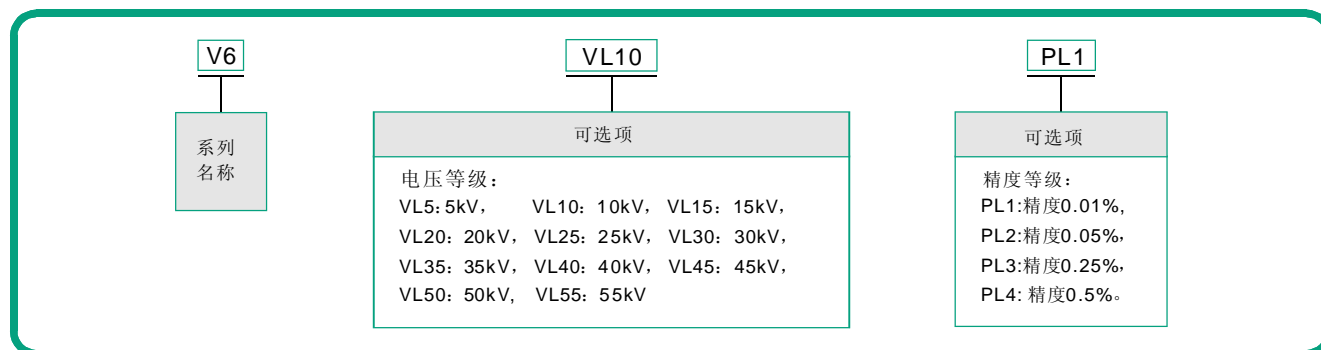 V6
VL10
PL1
系列
名称
可选项
电压等级：
VL5：5kV， VL10：10kV，VL15：15kV，
VL20：20kV，VL25：25kV，VL30：30kV，
VL35：35kV，VL40：40kV，VL45：45kV，
VL50：50kV， VL55：55kV
可选项
精度等级：
PL1:精度0.01%,
PL2:精度0.05%，
PL3:精度0.25%，
PL4: 精度0.5%。